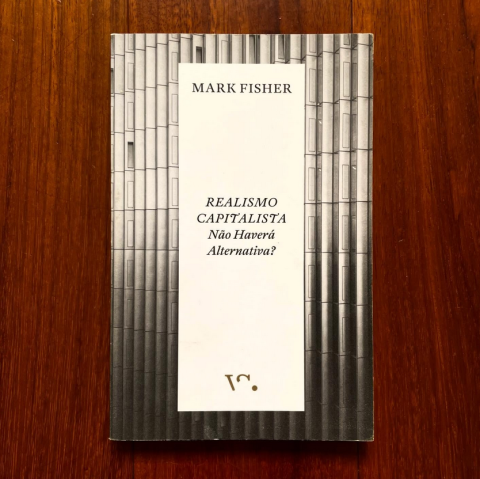 MARK FISHER
REALISMO
CAPITALISTA
Não Haverá
Alternativa?